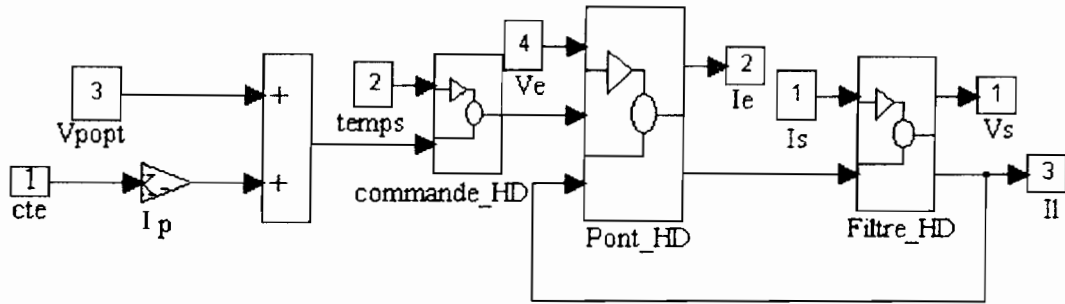 3
Vpopt
+
1
cte
I p
+
2
temps
commande_HD
4
Ve
Pont_HD
2
Ie
1
Is
Filtre_HD
1
Vs
3
Il